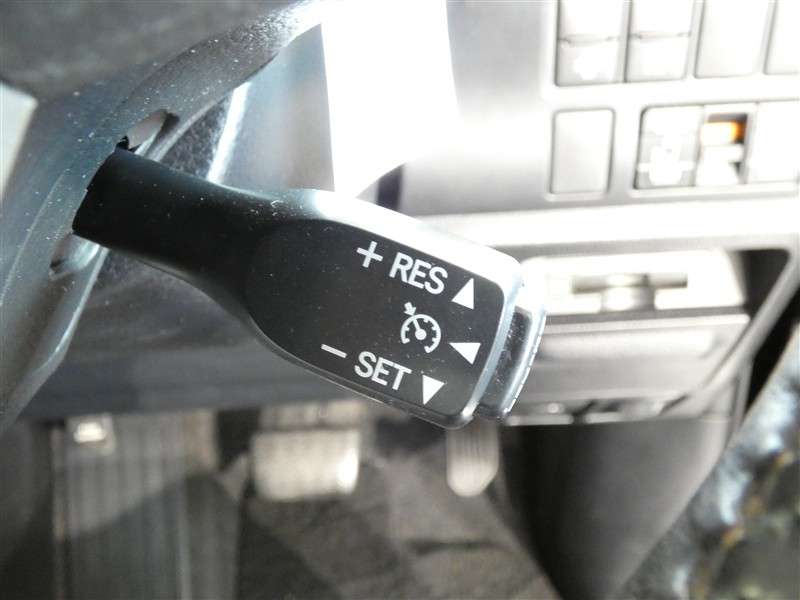 + RES
- SET